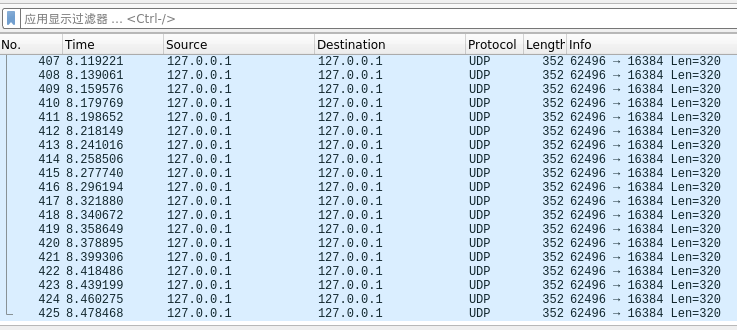 应用显示过滤器 … <Ctrl-/>
No. Time Source Destination Protocol Length Info
407 8.119221 127.0.0.1 127.0.0.1 UDP 352 62496 → 16384 Len=320
408 8.139061 127.0.0.1 127.0.0.1 UDP 352 62496 → 16384 Len=320
409 8.159576 127.0.0.1 127.0.0.1 UDP 352 62496 → 16384 Len=320
410 8.179769 127.0.0.1 127.0.0.1 UDP 352 62496 → 16384 Len=320
411 8.198652 127.0.0.1 127.0.0.1 UDP 352 62496 → 16384 Len=320
412 8.218149 127.0.0.1 127.0.0.1 UDP 352 62496 → 16384 Len=320
413 8.241016 127.0.0.1 127.0.0.1 UDP 352 62496 → 16384 Len=320
414 8.258506 127.0.0.1 127.0.0.1 UDP 352 62496 → 16384 Len=320
415 8.277740 127.0.0.1 127.0.0.1 UDP 352 62496 → 16384 Len=320
416 8.296194 127.0.0.1 127.0.0.1 UDP 352 62496 → 16384 Len=320
417 8.321880 127.0.0.1 127.0.0.1 UDP 352 62496 → 16384 Len=320
418 8.340672 127.0.0.1 127.0.0.1 UDP 352 62496 → 16384 Len=320
419 8.358649 127.0.0.1 127.0.0.1 UDP 352 62496 → 16384 Len=320
420 8.378895 127.0.0.1 127.0.0.1 UDP 352 62496 → 16384 Len=320
421 8.399306 127.0.0.1 127.0.0.1 UDP 352 62496 → 16384 Len=320
422 8.418486 127.0.0.1 127.0.0.1 UDP 352 62496 → 16384 Len=320
423 8.439199 127.0.0.1 127.0.0.1 UDP 352 62496 → 16384 Len=320
424 8.460275 127.0.0.1 127.0.0.1 UDP 352 62496 → 16384 Len=320
425 8.478468 127.0.0.1 127.0.0.1 UDP 352 62496 → 16384 Len=320